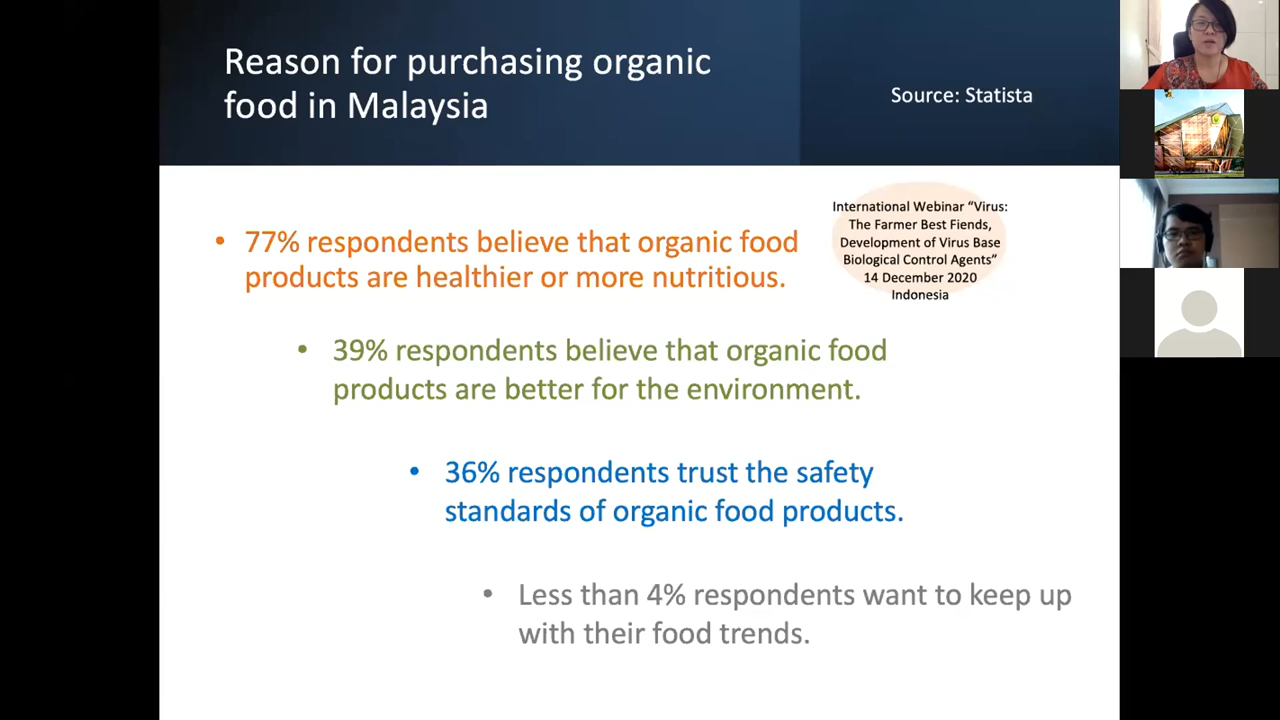 Reason for purchasing organic
food in Malaysia
Source: Statista
International Webinar “Virus:
The Farmer Best Fiends,
Development of Virus Base
Biological Control Agents”
14 December 2020
Indonesia
• 77% respondents believe that organic food
products are healthier or more nutritious.
• 39% respondents believe that organic food
products are better for the environment.
• 36% respondents trust the safety
standards of organic food products.
• Less than 4% respondents want to keep up
with their food trends.